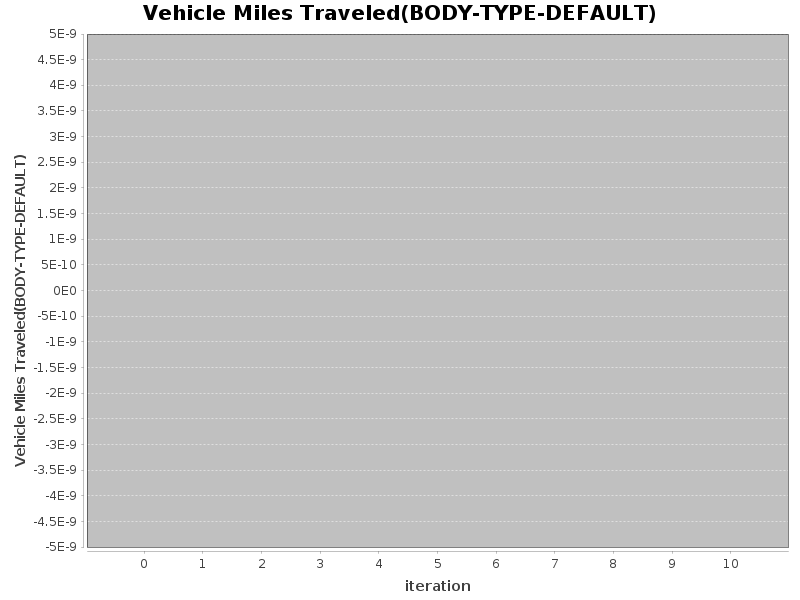 Vehicle Miles Traveled(BODY-TYPE-DEFAULT)
Vehicle Miles Traveled(BODY-TYPE-DEFAULT)
5E-9
4.5E-9
4E-9
3.5E-9
3E-9
2.5E-9
2E-9
1.5E-9
1E-9
5E-10
0E0
-5E-10
-1E-9
-1.5E-9
-2E-9
-2.5E-9
-3E-9
-3.5E-9
-4E-9
-4.5E-9
-5E-9
0 1 2 3 4 5 6 7 8 9 10
iteration